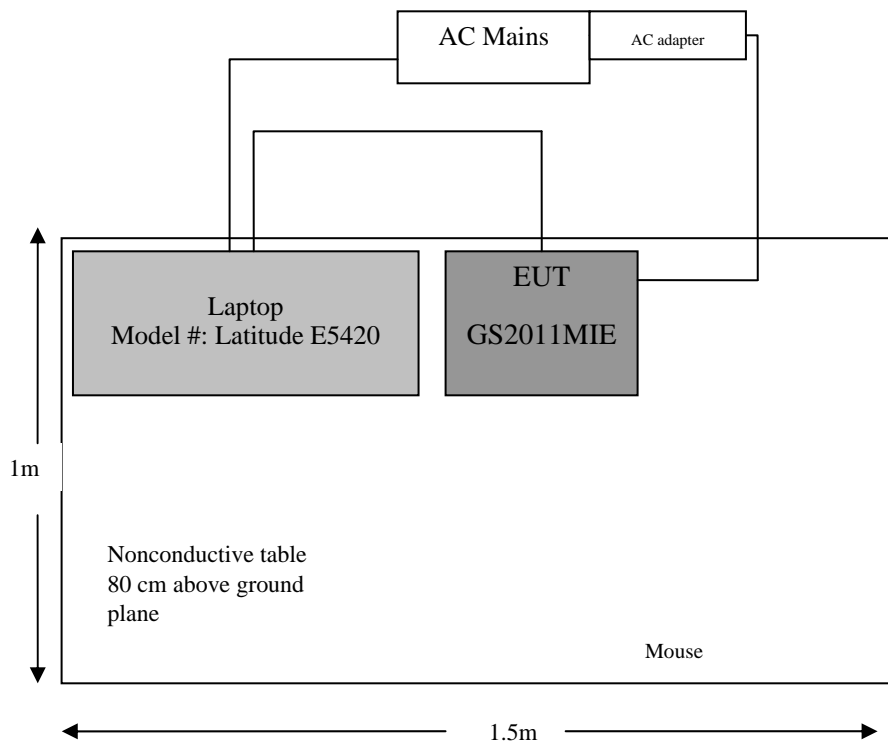 AC Mains
AC adapter
EUT
GS2011MIE
Laptop
Model #: Latitude E5420
1m
Nonconductive table
80 cm above ground
plane
Mouse
1.5m